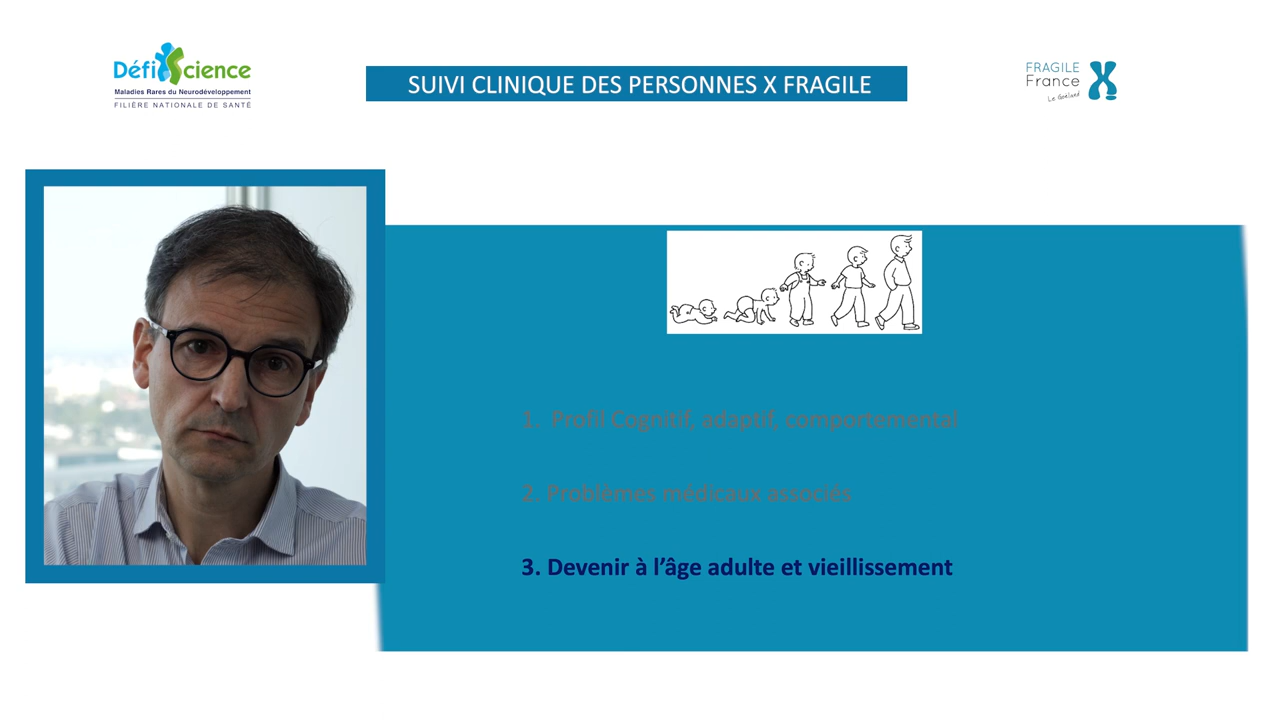 DéfiScience
Maladies Rares du Neurodéveloppement
FILIÈRE NATIONALE DE SANTÉ
SUIVI CLINIQUE DES PERSONNES X FRAGILE
FRAGILE
France
Le Goëland
1. Profil Cognitif, adaptif, comportemental
2. Problèmes médicaux associés
3. Devenir à l’âge adulte et vieillissement